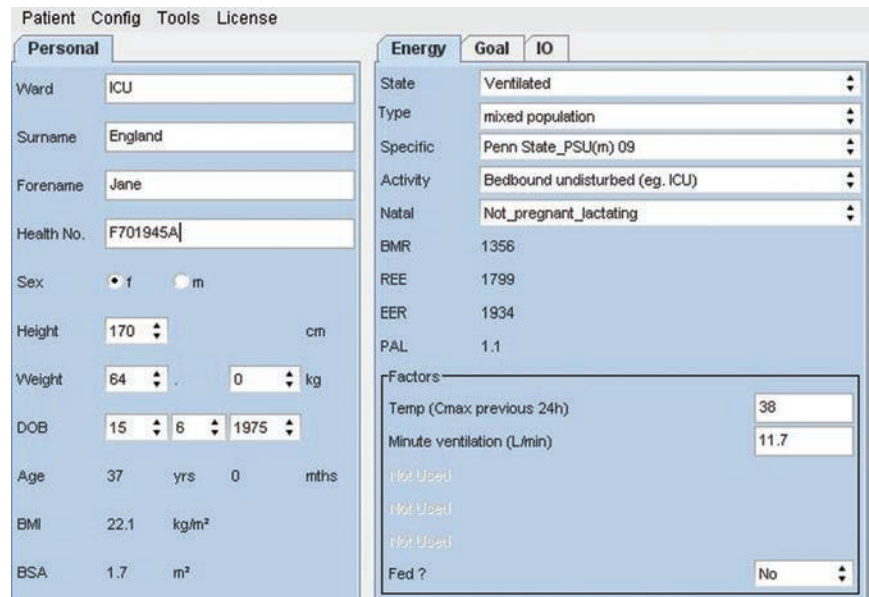 Patient Config Tools License
Personal
Ward ICU
Surname England
Forename Jane
Health No. F701945A
Sex f m
Height 170 cm
Weight 64 . 0 kg
DOB 15 6 1975
Age 37 yrs 0 mths
BMI 22.1 kg/m²
BSA 1.7 m²
Energy Goal IO
State Ventilated
Type mixed population
Specific Penn State_PSU(m) 09
Activity Bedbound undisturbed (eg. ICU)
Natal Not_pregnant_lactating
BMR 1356
REE 1799
EER 1934
PAL 1.1
Factors
Temp (Cmax previous 24h) 38
Minute ventilation (L/min) 11.7
Not Used
Not Used
Not Used
Fed ? No